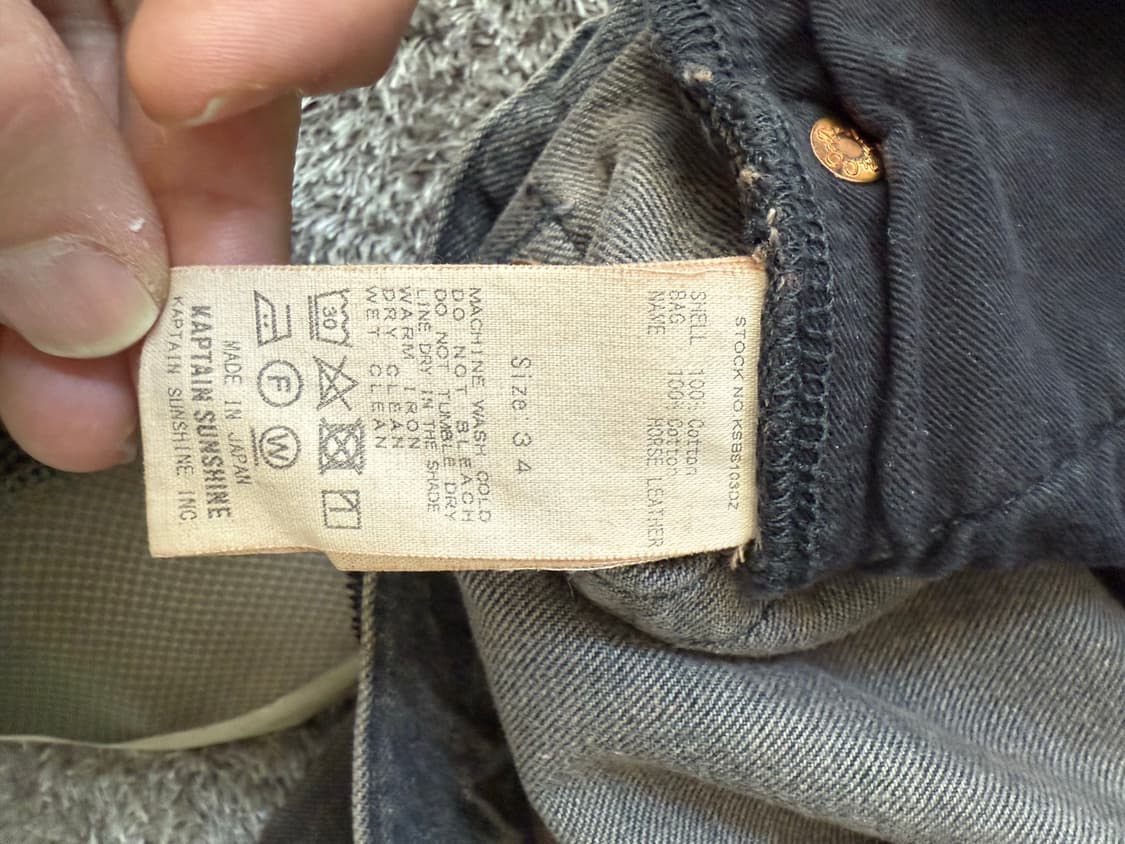 STOCK NO KSBS103QZ
SHELL 100% Cotton
BAG 100% Cotton
NAME HORSE LEATHER
Size: 34
MACHINE WASH COLD
DO NOT BLEACH
DO NOT TUMBLE DRY
LINE DRY IN THE SHADE
WARM IRON
DRY CLEAN
WET CLEAN
30
F W
MADE IN JAPAN
KAPTAIN SUNSHINE
KAPTAIN SUNSHINE INC.